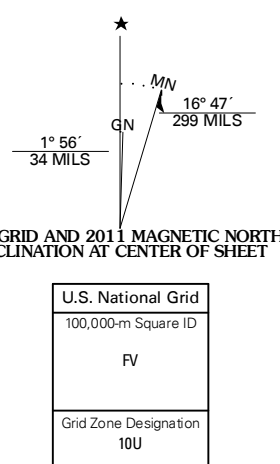 ★
MN
GN
16° 47´
299 MILS
1° 56´
34 MILS
GRID AND 2011 MAGNETIC NORTH
CLINATION AT CENTER OF SHEET
U.S. National Grid
100,000-m Square ID
FV
Grid Zone Designation
10U